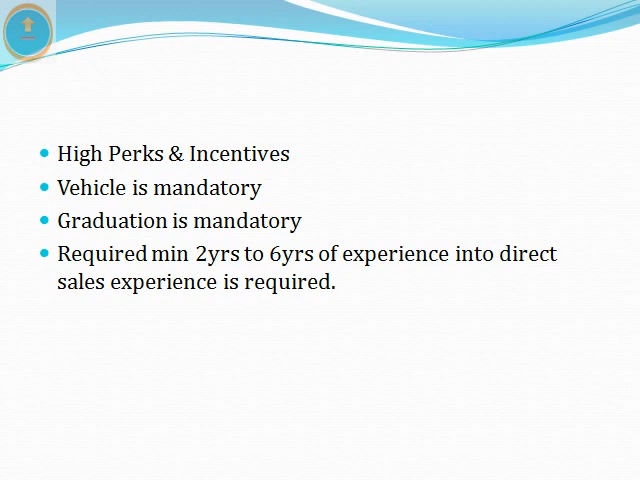 High Perks & Incentives
Vehicle is mandatory
Graduation is mandatory
Required min 2yrs to 6yrs of experience into direct
sales experience is required.